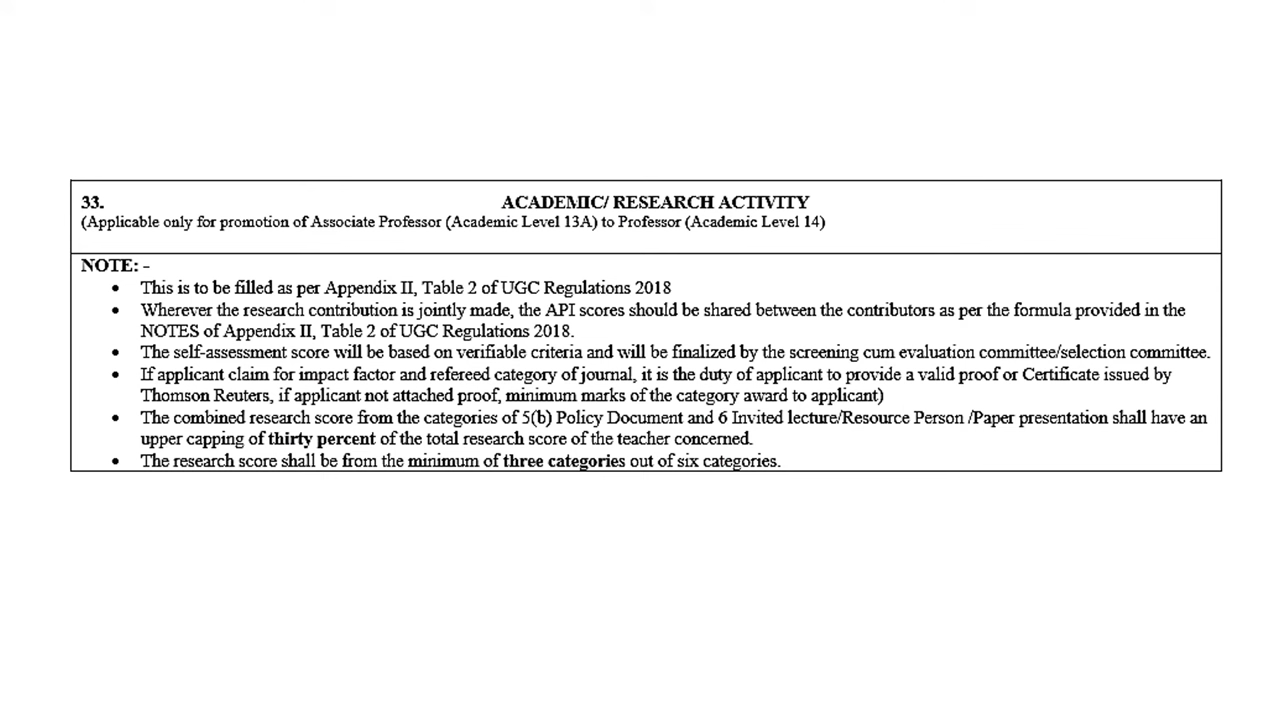 33. ACADEMIC/ RESEARCH ACTIVITY
(Applicable only for promotion of Associate Professor (Academic Level 13A) to Professor (Academic Level 14)
NOTE: -
• This is to be filled as per Appendix II, Table 2 of UGC Regulations 2018
• Wherever the research contribution is jointly made, the API scores should be shared between the contributors as per the formula provided in the
NOTES of Appendix II, Table 2 of UGC Regulations 2018.
• The self-assessment score will be based on verifiable criteria and will be finalized by the screening cum evaluation committee/selection committee.
• If applicant claim for impact factor and refereed category of journal, it is the duty of applicant to provide a valid proof or Certificate issued by
Thomson Reuters, if applicant not attached proof, minimum marks of the category award to applicant)
• The combined research score from the categories of 5(b) Policy Document and 6 Invited lecture/Resource Person /Paper presentation shall have an
upper capping of thirty percent of the total research score of the teacher concerned.
• The research score shall be from the minimum of three categories out of six categories.